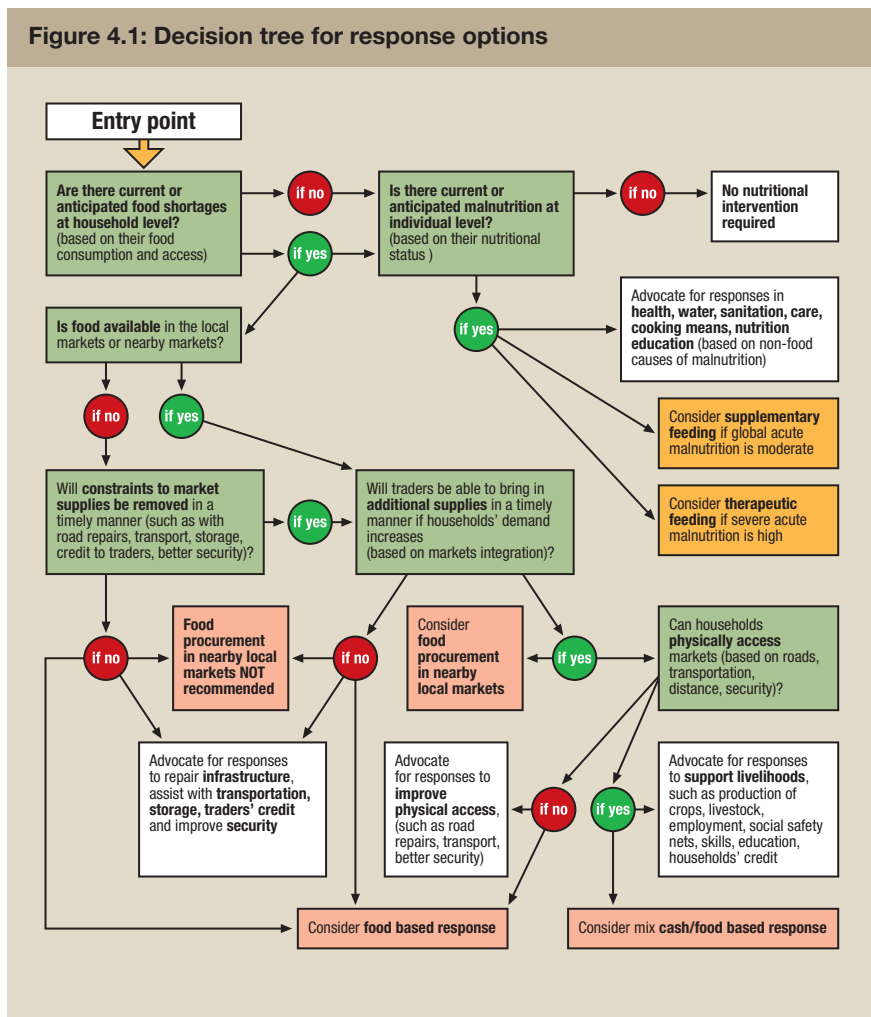 Figure 4.1: Decision tree for response options
Entry point
Are there current or
anticipated food shortages
at household level?
(based on their food
consumption and access)
if no
if yes
Is there current or
anticipated malnutrition at
individual level?
(based on their nutritional
status )
if no
No nutritional
intervention
required
Is food available in the local
markets or nearby markets?
if yes
Advocate for responses in
health, water, sanitation, care,
cooking means, nutrition
education (based on non-food
causes of malnutrition)
if no
if yes
Consider supplementary
feeding if global acute
malnutrition is moderate
Will constraints to market
supplies be removed in a
timely manner (such as with
road repairs, transport, storage,
credit to traders, better security)?
if yes
Will traders be able to bring in
additional supplies in a timely
manner if households’ demand
increases
(based on markets integration)?
Consider therapeutic
feeding if severe acute
malnutrition is high
if no
Food
procurement
in nearby local
markets NOT
recommended
if no
Consider
food
procurement
in nearby
local markets
if yes
Can households
physically access
markets (based on roads,
transportation,
distance, security)?
Advocate for responses
to repair infrastructure,
assist with transportation,
storage, traders’ credit
and improve security
Advocate
for responses to
improve
physical access,
(such as road
repairs, transport,
better security)
if no
if yes
Advocate for responses
to support livelihoods,
such as production of
crops, livestock,
employment, social safety
nets, skills, education,
households’ credit
Consider food based response
Consider mix cash/food based response